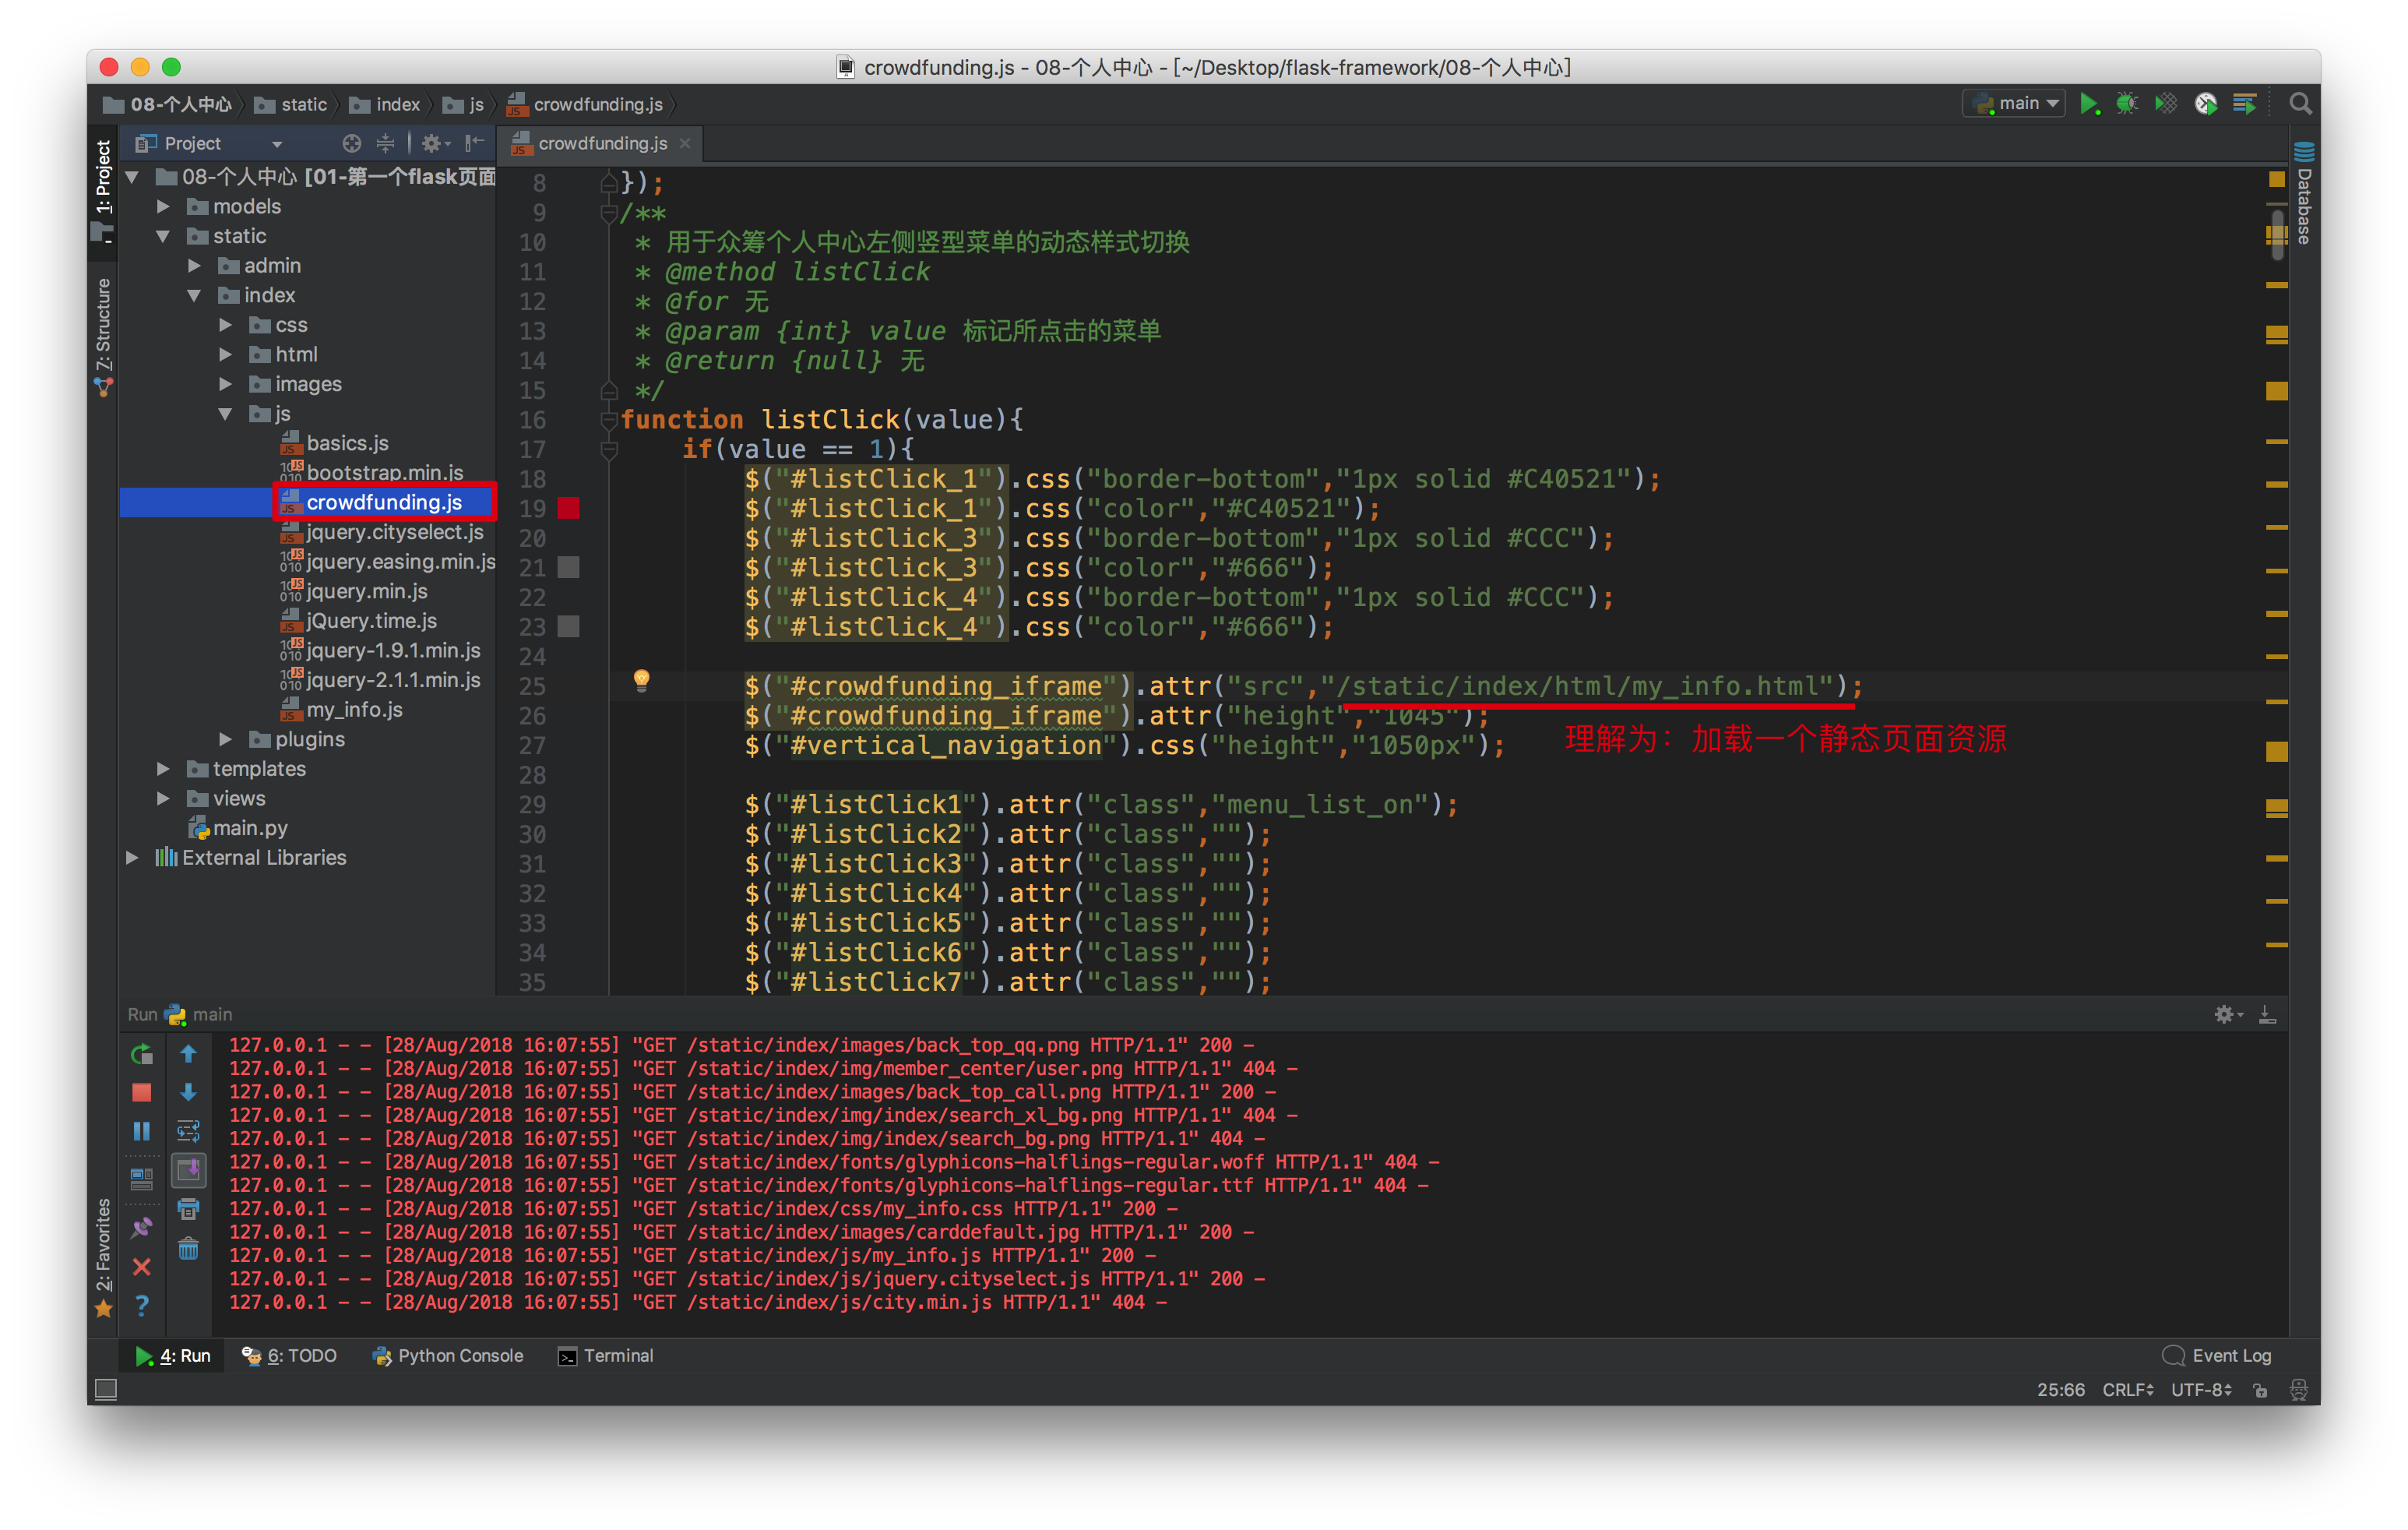 crowdfunding.js - 08-个人中心 - [~/Desktop/flask-framework/08-个人中心]
08-个人中心 static index js crowdfunding.js main
1: Project
Project
crowdfunding.js
Database
Z: Structure
08-个人中心 [01-第一个flask页面
models
static
admin
index
css
html
images
js
basics.js
bootstrap.min.js
crowdfunding.js
jquery.cityselect.js
jquery.easing.min.js
jquery.min.js
jQuery.time.js
jquery-1.9.1.min.js
jquery-2.1.1.min.js
my_info.js
plugins
templates
views
main.py
External Libraries
8 });
9 /**
10 * 用于众筹个人中心左侧竖型菜单的动态样式切换
11 * @method listClick
12 * @for 无
13 * @param {int} value 标记所点击的菜单
14 * @return {null} 无
15 */
16 function listClick(value){
17 if(value == 1){
18 $("#listClick_1").css("border-bottom","1px solid #C40521");
19 $("#listClick_1").css("color","#C40521");
20 $("#listClick_3").css("border-bottom","1px solid #CCC");
21 $("#listClick_3").css("color","#666");
22 $("#listClick_4").css("border-bottom","1px solid #CCC");
23 $("#listClick_4").css("color","#666");
24
25 $("#crowdfunding_iframe").attr("src","/static/index/html/my_info.html");
26 $("#crowdfunding_iframe").attr("height","1045");
27 $("#vertical_navigation").css("height","1050px");
理解为：加载一个静态页面资源
28
29 $("#listClick1").attr("class","menu_list_on");
30 $("#listClick2").attr("class","");
31 $("#listClick3").attr("class","");
32 $("#listClick4").attr("class","");
33 $("#listClick5").attr("class","");
34 $("#listClick6").attr("class","");
35 $("#listClick7").attr("class","");
Run main
127.0.0.1 - - [28/Aug/2018 16:07:55] "GET /static/index/images/back_top_qq.png HTTP/1.1" 200 -
127.0.0.1 - - [28/Aug/2018 16:07:55] "GET /static/index/img/member_center/user.png HTTP/1.1" 404 -
127.0.0.1 - - [28/Aug/2018 16:07:55] "GET /static/index/images/back_top_call.png HTTP/1.1" 200 -
127.0.0.1 - - [28/Aug/2018 16:07:55] "GET /static/index/img/index/search_xl_bg.png HTTP/1.1" 404 -
127.0.0.1 - - [28/Aug/2018 16:07:55] "GET /static/index/img/index/search_bg.png HTTP/1.1" 404 -
127.0.0.1 - - [28/Aug/2018 16:07:55] "GET /static/index/fonts/glyphicons-halflings-regular.woff HTTP/1.1" 404 -
127.0.0.1 - - [28/Aug/2018 16:07:55] "GET /static/index/fonts/glyphicons-halflings-regular.ttf HTTP/1.1" 404 -
127.0.0.1 - - [28/Aug/2018 16:07:55] "GET /static/index/css/my_info.css HTTP/1.1" 200 -
127.0.0.1 - - [28/Aug/2018 16:07:55] "GET /static/index/images/carddefault.jpg HTTP/1.1" 200 -
127.0.0.1 - - [28/Aug/2018 16:07:55] "GET /static/index/js/my_info.js HTTP/1.1" 200 -
127.0.0.1 - - [28/Aug/2018 16:07:55] "GET /static/index/js/jquery.cityselect.js HTTP/1.1" 200 -
127.0.0.1 - - [28/Aug/2018 16:07:55] "GET /static/index/js/city.min.js HTTP/1.1" 404 -
2: Favorites
4: Run 6: TODO Python Console Terminal Event Log
25:66 CRLF UTF-8